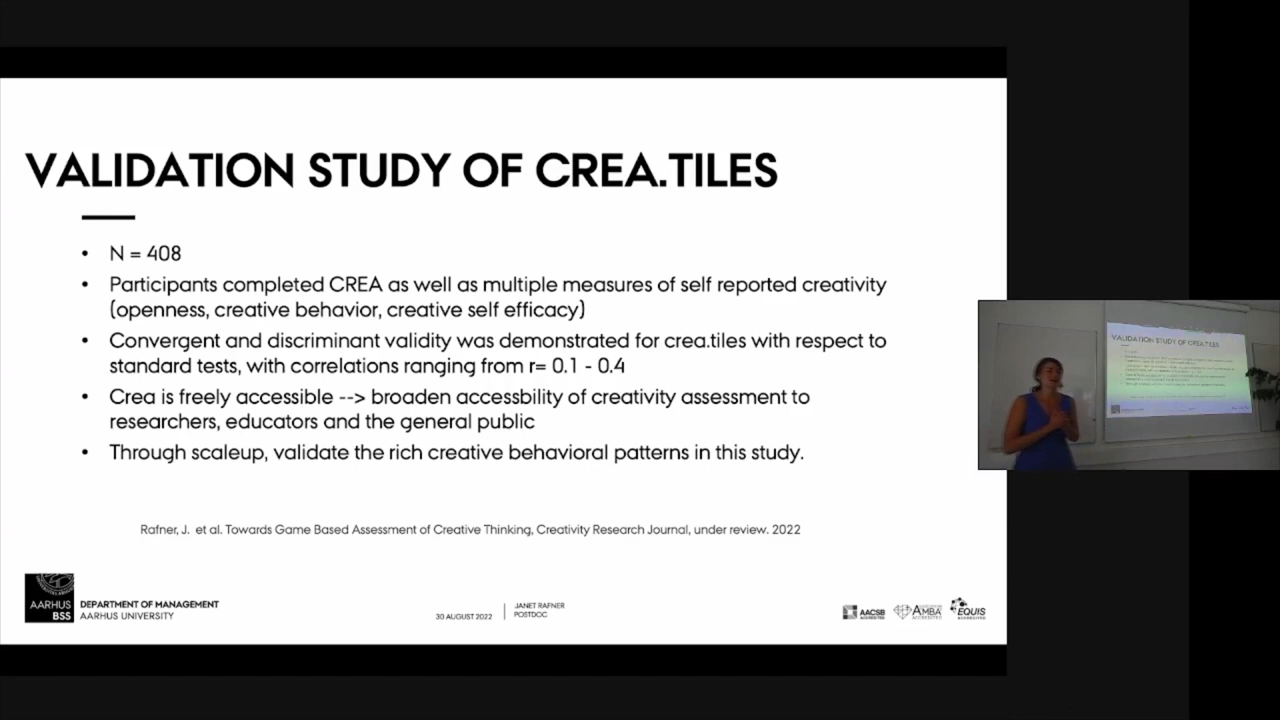 VALIDATION STUDY OF CREA.TILES
• N = 408
• Participants completed CREA as well as multiple measures of self reported creativity
(openness, creative behavior, creative self efficacy)
• Convergent and discriminant validity was demonstrated for crea.tiles with respect to
standard tests, with correlations ranging from r= 0.1 - 0.4
• Crea is freely accessible --> broaden accessbility of creativity assessment to
researchers, educators and the general public
• Through scaleup, validate the rich creative behavioral patterns in this study.
Rafner, J. et al. Towards Game Based Assessment of Creative Thinking, Creativity Research Journal, under review. 2022
AARHUS
BSS
DEPARTMENT OF MANAGEMENT
AARHUS UNIVERSITY
30 AUGUST 2022
JANET RAFNER
POSTDOC
AACSB
ACCREDITED
AMBA
ACCREDITED
EQUIS
ACCREDITED
VALIDATION STUDY OF CREA.TILES